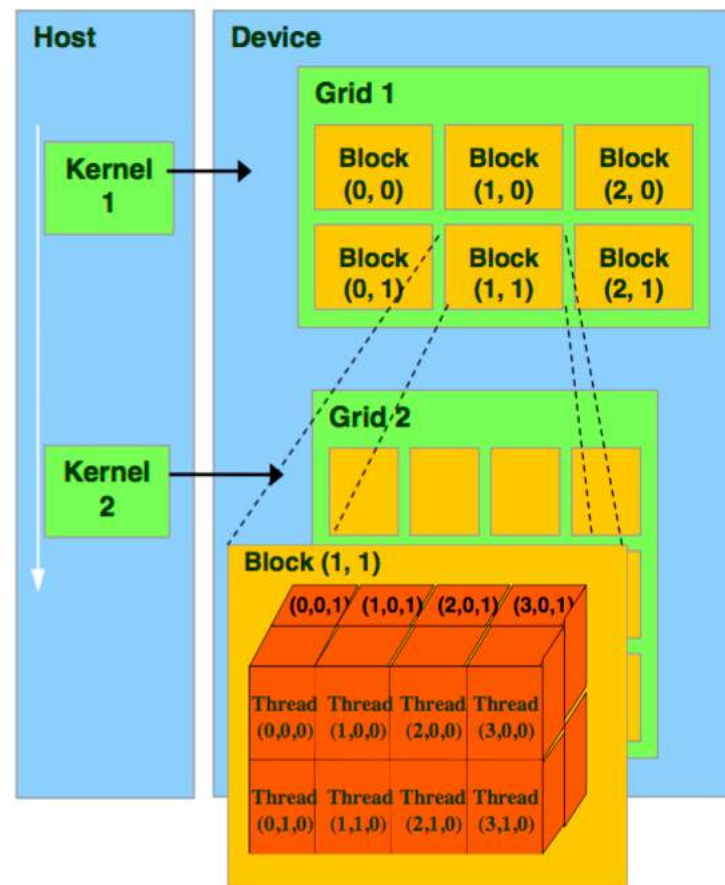 Host
Device
Grid 1
Kernel
1
Block
(0, 0)
Block
(1, 0)
Block
(2, 0)
Block
(0, 1)
Block
(1, 1)
Block
(2, 1)
Grid 2
Kernel
2
Block (1, 1)
(0,0,1) (1,0,1) (2,0,1) (3,0,1)
Thread
(0,0,0)
Thread
(1,0,0)
Thread
(2,0,0)
Thread
(3,0,0)
Thread
(0,1,0)
Thread
(1,1,0)
Thread
(2,1,0)
Thread
(3,1,0)